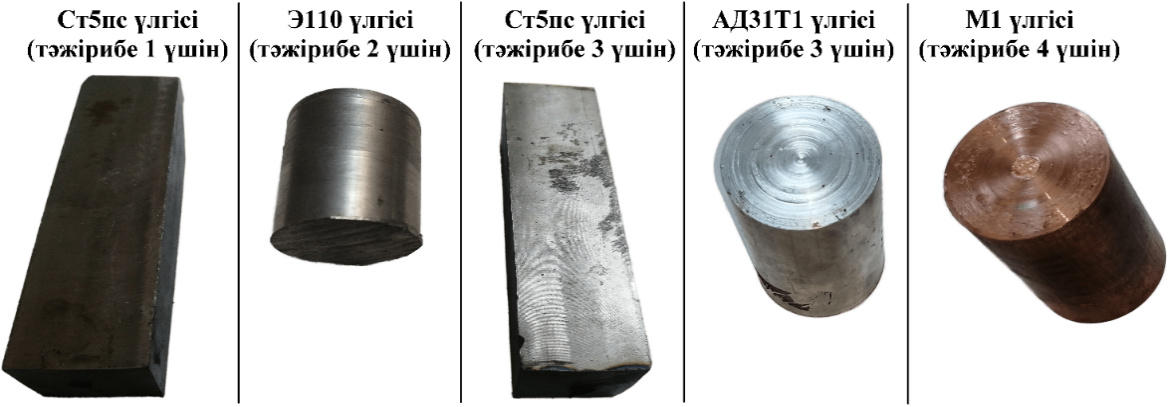 Ст5пс үлгісі
(тәжірибе 1 үшін)
Э110 үлгісі
(тәжірибе 2 үшін)
Ст5пс үлгісі
(тәжірибе 3 үшін)
АД31Т1 үлгісі
(тәжірибе 3 үшін)
М1 үлгісі
(тәжірибе 4 үшін)